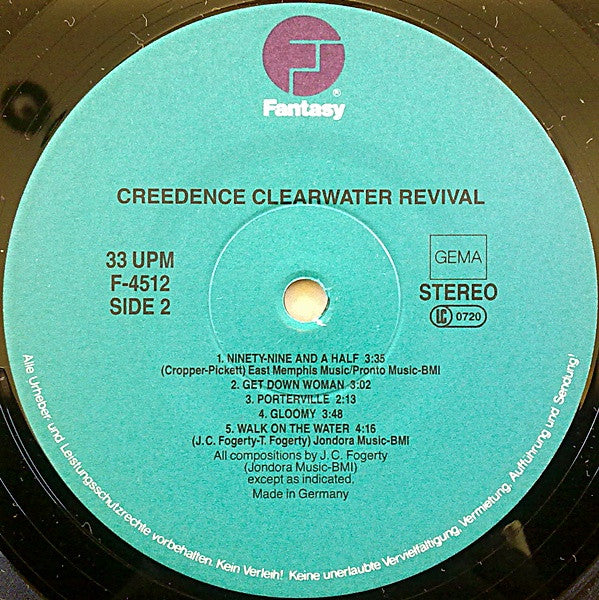 ®
Fantasy
CREEDENCE CLEARWATER REVIVAL
33 UPM
F-4512
SIDE 2
GEMA
STEREO
LC 0720
1. NINETY-NINE AND A HALF 3:35
(Cropper-Pickett) East Memphis Music/Pronto Music-BMI
2. GET DOWN WOMAN 3:02
3. PORTERVILLE 2:13
4. GLOOMY 3:48
5. WALK ON THE WATER 4:16
(J.C. Fogerty-T. Fogerty) Jondora Music-BMI
All compositions by J.C. Fogerty
(Jondora Music-BMI)
except as indicated.
Made in Germany
Alle Urheber- und Leistungsschutzrechte vorbehalten. Kein Verleih! Keine unerlaubte Vervielfältigung, Vermietung, Aufführung und Sendung!